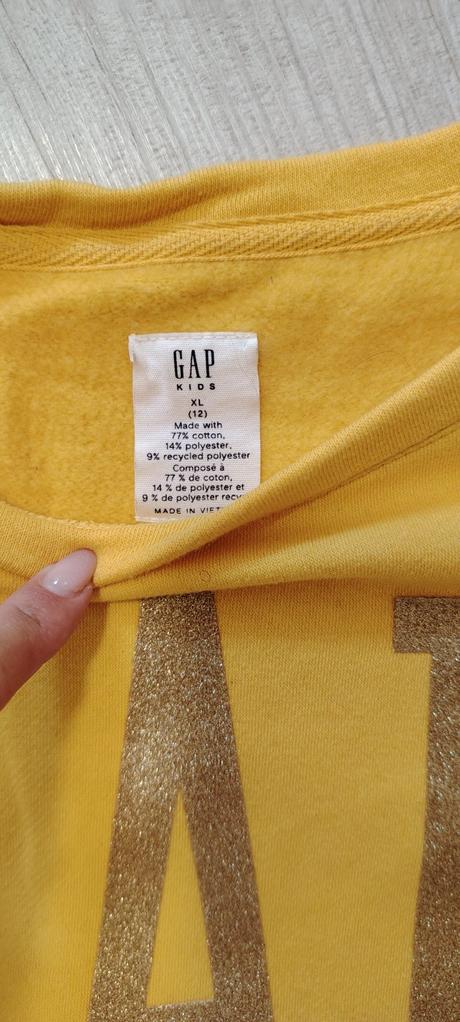 GAP
KIDS
XL
(12)
Made with
77% cotton,
14% polyester,
9% recycled polyester
Composé à
77 % de coton,
14 % de polyester et
9 % de polyester
MADE IN
A